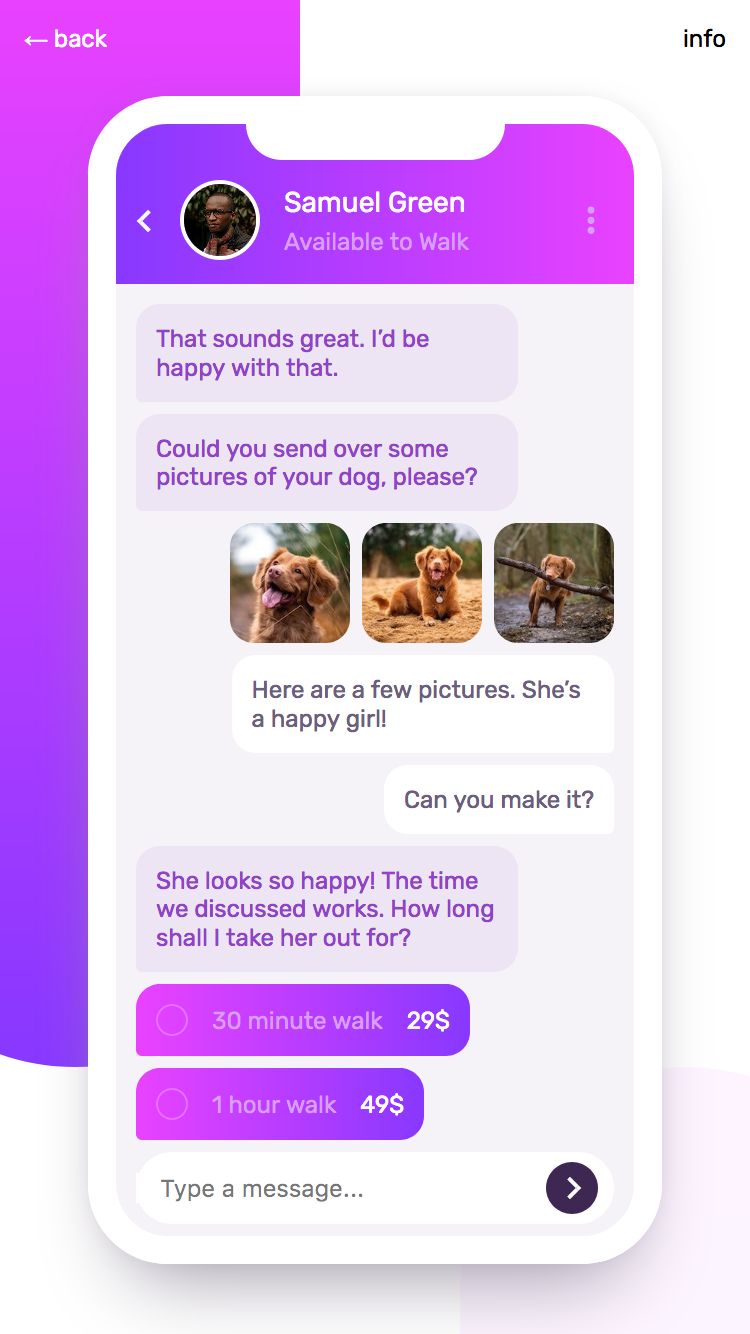 ← back
info
Samuel Green
Available to Walk
That sounds great. I’d be
happy with that.
Could you send over some
pictures of your dog, please?
Here are a few pictures. She’s
a happy girl!
Can you make it?
She looks so happy! The time
we discussed works. How long
shall I take her out for?
30 minute walk 29$
1 hour walk 49$
Type a message...